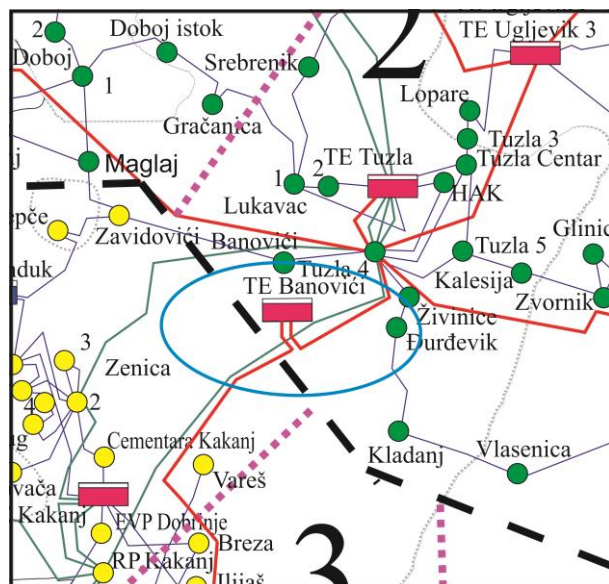 2
Doboj
Doboj istok
Srebrenik
2
TE Ugljevik 3
1
Lopare
Gračanica
Tuzla 3
Maglaj
TE Tuzla
Tuzla Centar
1
2
HAK
Lukavac
Zavidovići
Banovići
Tuzla 4
Tuzla 5
TE Banovići
Kalesija
Zvornik
Živinice
Đurđevik
3
Zenica
4
2
Cementara Kakanj
Kladanj
Vlasenica
Vareš
Kakanj
EVP Dobrinje
Breza
3
RP Kakanj
Ilijaš